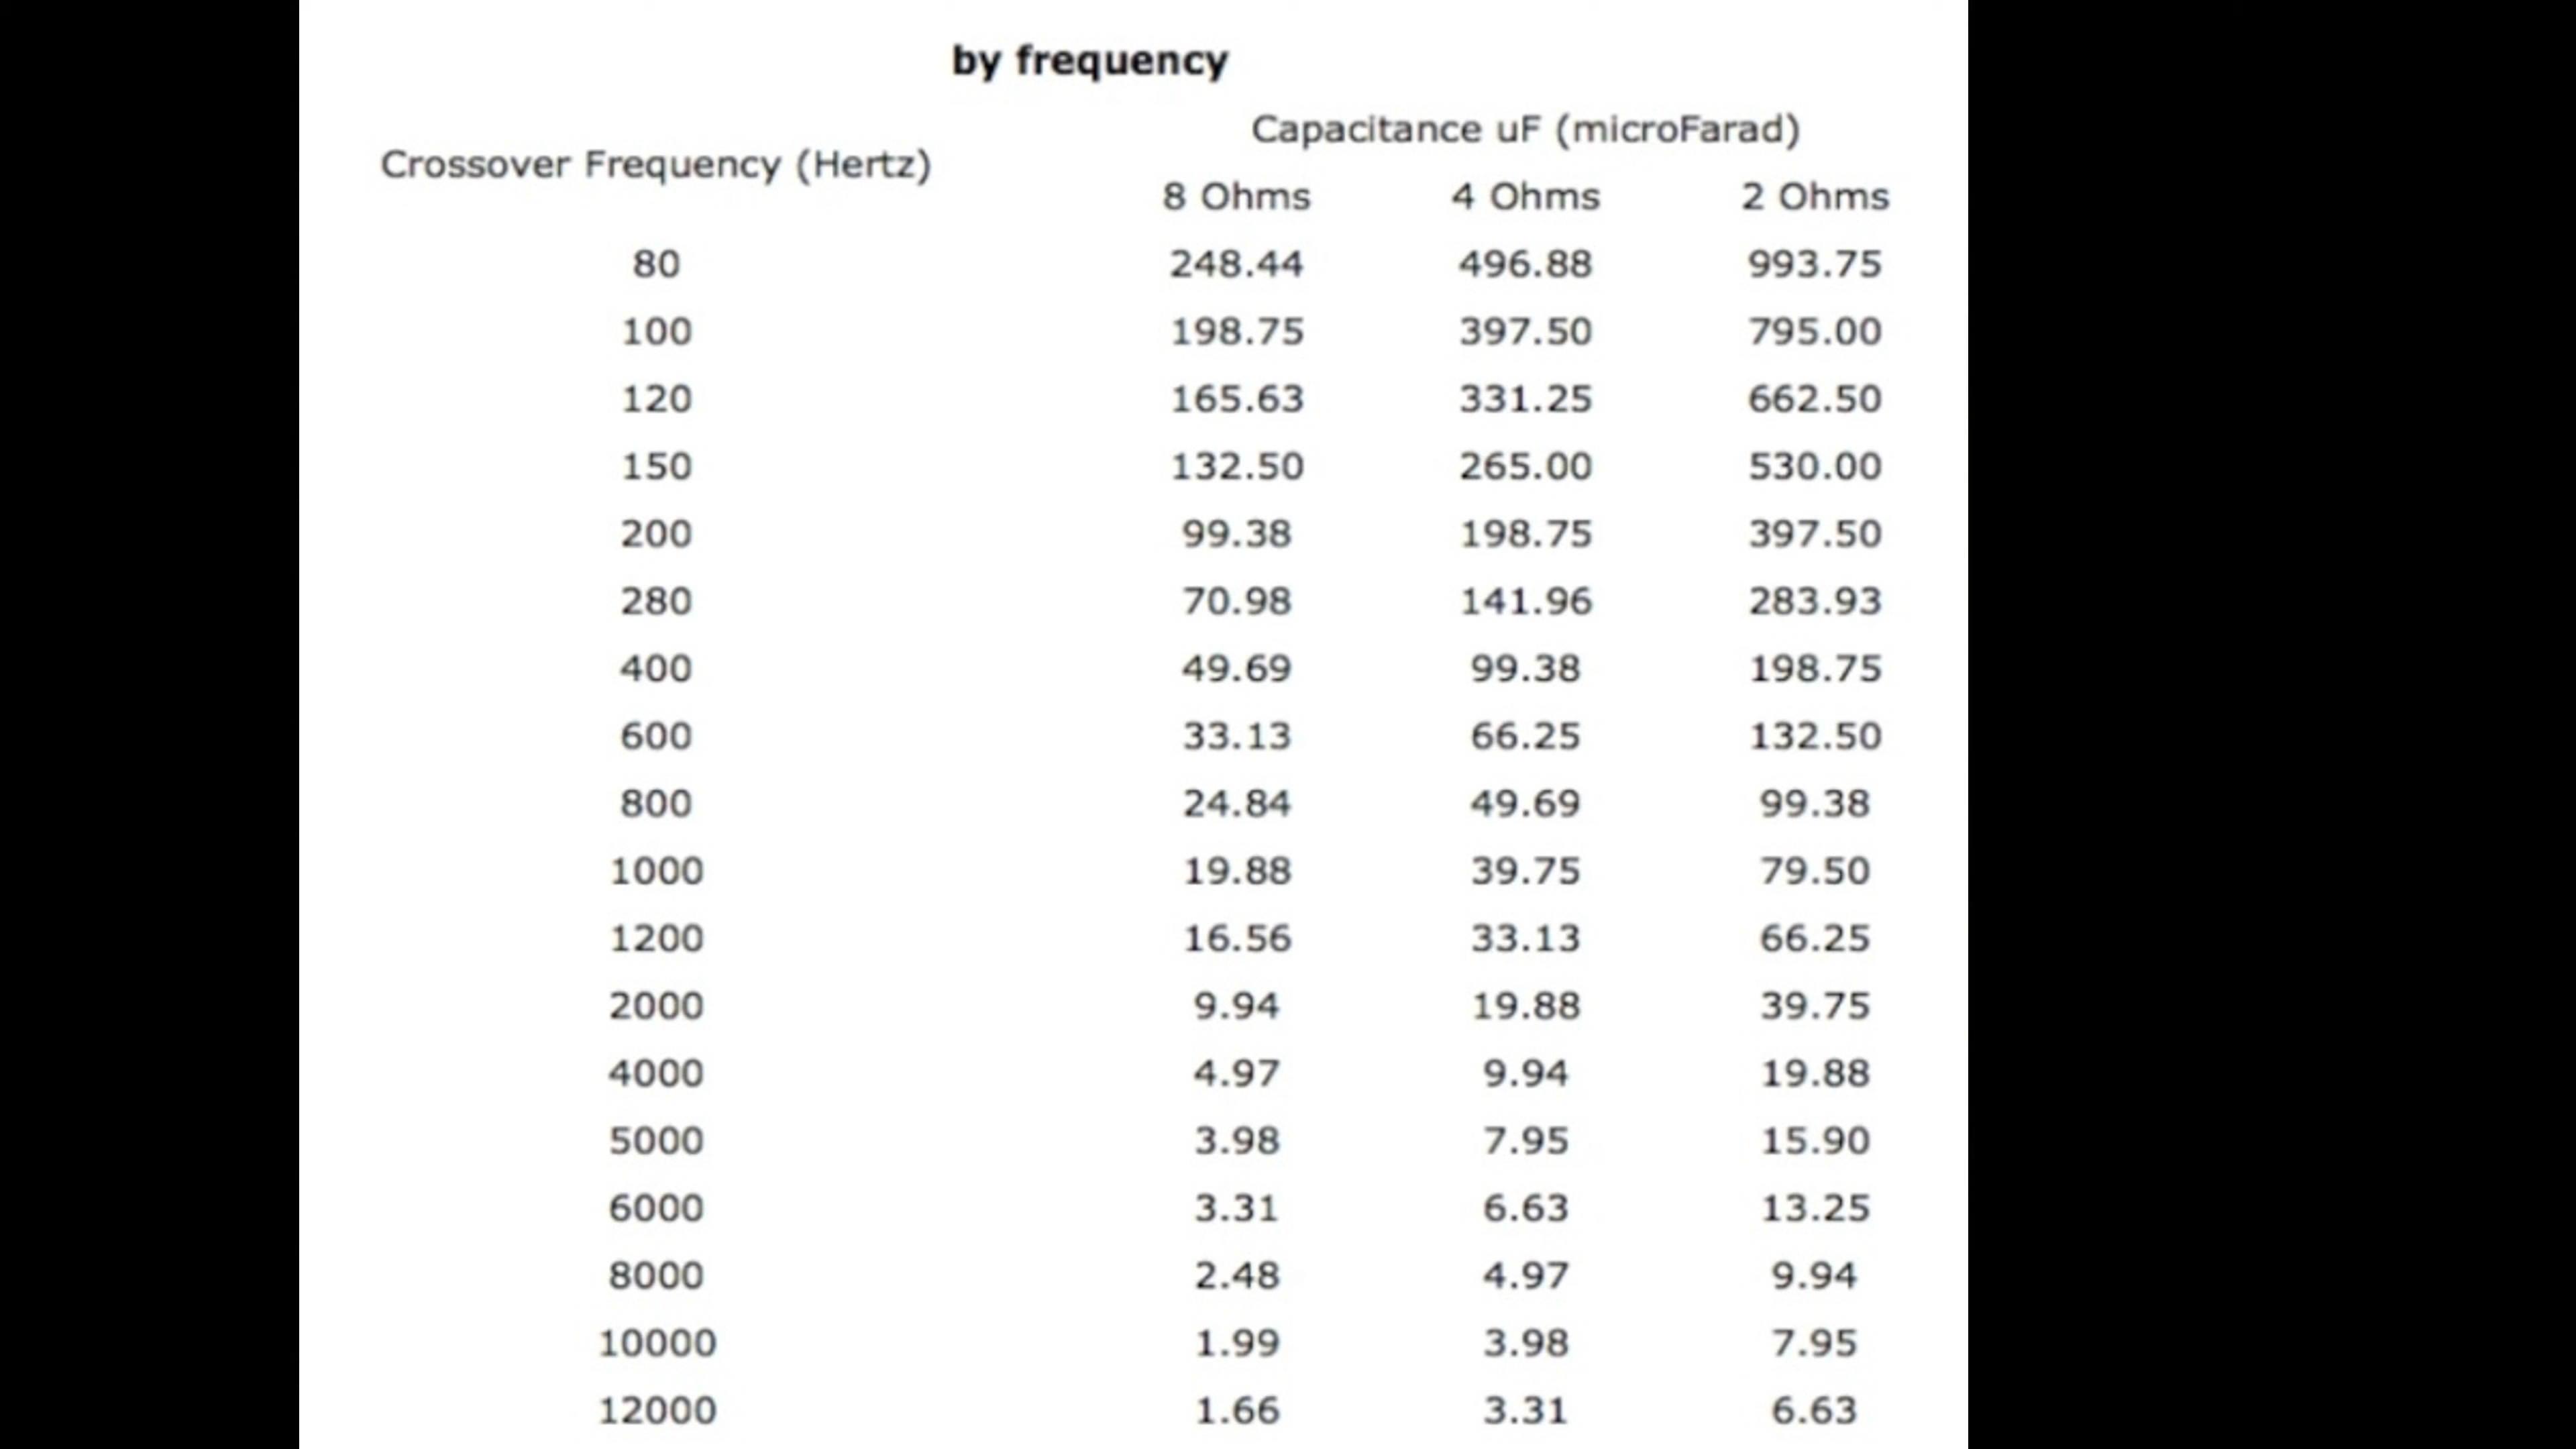 by frequency
Capacitance uF (microFarad)
Crossover Frequency (Hertz)
8 Ohms 4 Ohms 2 Ohms
80 248.44 496.88 993.75
100 198.75 397.50 795.00
120 165.63 331.25 662.50
150 132.50 265.00 530.00
200 99.38 198.75 397.50
280 70.98 141.96 283.93
400 49.69 99.38 198.75
600 33.13 66.25 132.50
800 24.84 49.69 99.38
1000 19.88 39.75 79.50
1200 16.56 33.13 66.25
2000 9.94 19.88 39.75
4000 4.97 9.94 19.88
5000 3.98 7.95 15.90
6000 3.31 6.63 13.25
8000 2.48 4.97 9.94
10000 1.99 3.98 7.95
12000 1.66 3.31 6.63